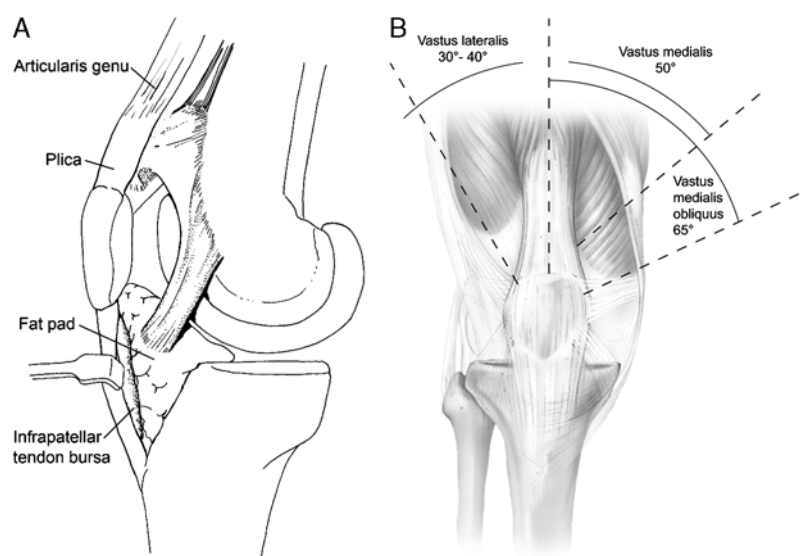 A
Articularis genu
Plica
Fat pad
Infrapatellar
tendon bursa
B
Vastus lateralis
30°- 40°
Vastus medialis
50°
Vastus
medialis
obliquus
65°